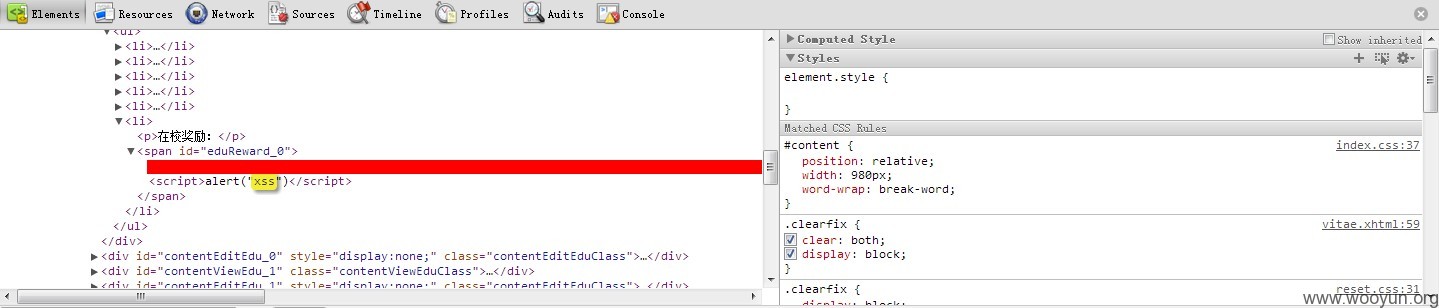 Elements Resources Network Sources Timeline Profiles Audits Console
▼<ul>
▶<li>…</li>
▶<li>…</li>
▶<li>…</li>
▶<li>…</li>
▶<li>…</li>
▼<li>
<p>在校奖励：</p>
▼<span id="eduReward_0">
<script>alert("xss")</script>
</span>
</li>
</ul>
</div>
▶<div id="contentEditEdu_0" style="display:none;" class="contentEditEduClass">…</div>
▶<div id="contentViewEdu_1" class="contentViewEduClass">…</div>
▶<div id="contentEditEdu_1" style="display:none;" class="contentEditEduClass">…</div>
▶Computed Style Show inherited
▼Styles
element.style {
}
Matched CSS Rules
#content { index.css:37
position: relative;
width: 980px;
word-wrap: break-word;
}
.clearfix { vitae.xhtml:59
clear: both;
display: block;
}
.clearfix { reset.css:31
display: block;
www.wooyun.org